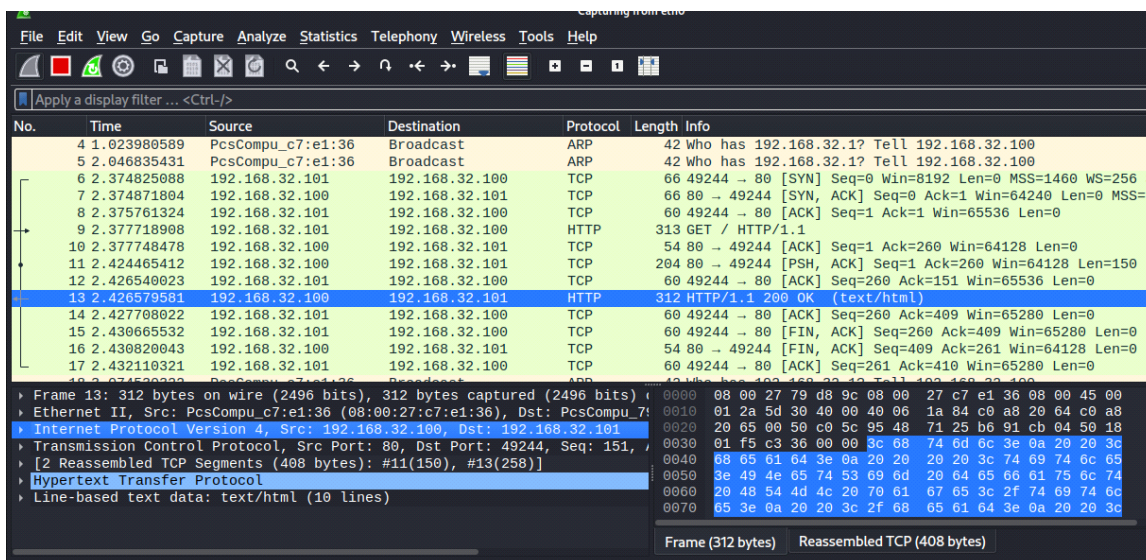 Capturing from eth0
File Edit View Go Capture Analyze Statistics Telephony Wireless Tools Help
Apply a display filter ... <Ctrl-/>
No. Time Source Destination Protocol Length Info
4 1.023980589 PcsCompu_c7:e1:36 Broadcast ARP 42 Who has 192.168.32.1? Tell 192.168.32.100
5 2.046835431 PcsCompu_c7:e1:36 Broadcast ARP 42 Who has 192.168.32.1? Tell 192.168.32.100
6 2.374825088 192.168.32.101 192.168.32.100 TCP 66 49244 → 80 [SYN] Seq=0 Win=8192 Len=0 MSS=1460 WS=256
7 2.374871804 192.168.32.100 192.168.32.101 TCP 66 80 → 49244 [SYN, ACK] Seq=0 Ack=1 Win=64240 Len=0 MSS=
8 2.375761324 192.168.32.101 192.168.32.100 TCP 60 49244 → 80 [ACK] Seq=1 Ack=1 Win=65536 Len=0
9 2.377718908 192.168.32.101 192.168.32.100 HTTP 313 GET / HTTP/1.1
10 2.377748478 192.168.32.100 192.168.32.101 TCP 54 80 → 49244 [ACK] Seq=1 Ack=260 Win=64128 Len=0
11 2.424465412 192.168.32.100 192.168.32.101 TCP 204 80 → 49244 [PSH, ACK] Seq=1 Ack=260 Win=64128 Len=150
12 2.426540023 192.168.32.101 192.168.32.100 TCP 60 49244 → 80 [ACK] Seq=260 Ack=151 Win=65536 Len=0
13 2.426579581 192.168.32.100 192.168.32.101 HTTP 312 HTTP/1.1 200 OK (text/html)
14 2.427708022 192.168.32.101 192.168.32.100 TCP 60 49244 → 80 [ACK] Seq=260 Ack=409 Win=65280 Len=0
15 2.430665532 192.168.32.101 192.168.32.100 TCP 60 49244 → 80 [FIN, ACK] Seq=260 Ack=409 Win=65280 Len=0
16 2.430820043 192.168.32.100 192.168.32.101 TCP 54 80 → 49244 [FIN, ACK] Seq=409 Ack=261 Win=64128 Len=0
17 2.432110321 192.168.32.101 192.168.32.100 TCP 60 49244 → 80 [ACK] Seq=261 Ack=410 Win=65280 Len=0
Frame 13: 312 bytes on wire (2496 bits), 312 bytes captured (2496 bits)
Ethernet II, Src: PcsCompu_c7:e1:36 (08:00:27:c7:e1:36), Dst: PcsCompu_79
Internet Protocol Version 4, Src: 192.168.32.100, Dst: 192.168.32.101
Transmission Control Protocol, Src Port: 80, Dst Port: 49244, Seq: 151,
[2 Reassembled TCP Segments (408 bytes): #11(150), #13(258)]
Hypertext Transfer Protocol
Line-based text data: text/html (10 lines)
0000 08 00 27 79 d8 9c 08 00 27 c7 e1 36 08 00 45 00
0010 01 2a 5d 30 40 00 40 06 1a 84 c0 a8 20 64 c0 a8
0020 20 65 00 50 c0 5c 95 48 71 25 b6 91 cb 04 50 18
0030 01 f5 c3 36 00 00 3c 68 74 6d 6c 3e 0a 20 20 3c
0040 68 65 61 64 3e 0a 20 20 20 20 3c 74 69 74 6c 65
0050 3e 49 4e 65 74 53 69 6d 20 64 65 66 61 75 6c 74
0060 20 48 54 4d 4c 20 70 61 67 65 3c 2f 74 69 74 6c
0070 65 3e 0a 20 20 3c 2f 68 65 61 64 3e 0a 20 20 3c
Frame (312 bytes) Reassembled TCP (408 bytes)